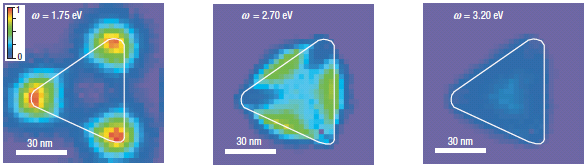 1
0
ω = 1.75 eV
30 nm
ω = 2.70 eV
30 nm
ω = 3.20 eV
30 nm